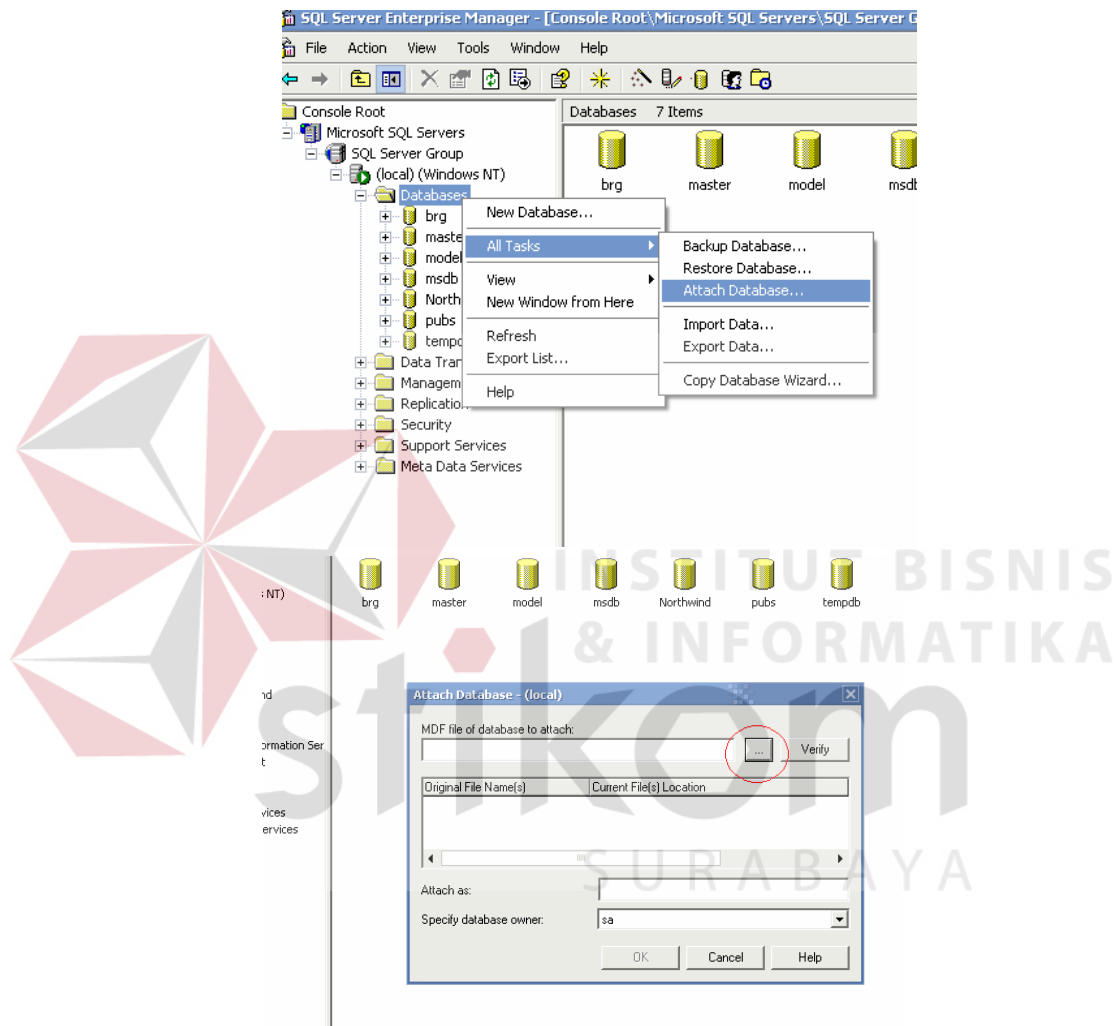 SQL Server Enterprise Manager - [Console Root\Microsoft SQL Servers\SQL Server G
File Action View Tools Window Help
Console Root
Databases 7 Items
Microsoft SQL Servers
SQL Server Group
(local) (Windows NT)
Databases
brg
maste
model
msdb
North
pubs
tempd
Data Tran
Managem
Replication
Security
Support Services
Meta Data Services
brg master model msdb
New Database...
All Tasks
View
New Window from Here
Refresh
Export List...
Help
Backup Database...
Restore Database...
Attach Database...
Import Data...
Export Data...
Copy Database Wizard...
INSTITUT BISNIS
& INFORMATIKA
stikom
SURABAYA
s NT)
nd
ormation Ser
t
vices
ervices
brg master model msdb Northwind pubs tempdb
Attach Database - (local)
MDF file of database to attach:
... Verify
Original File Name(s) Current File(s) Location
Attach as:
Specify database owner: sa
OK Cancel Help